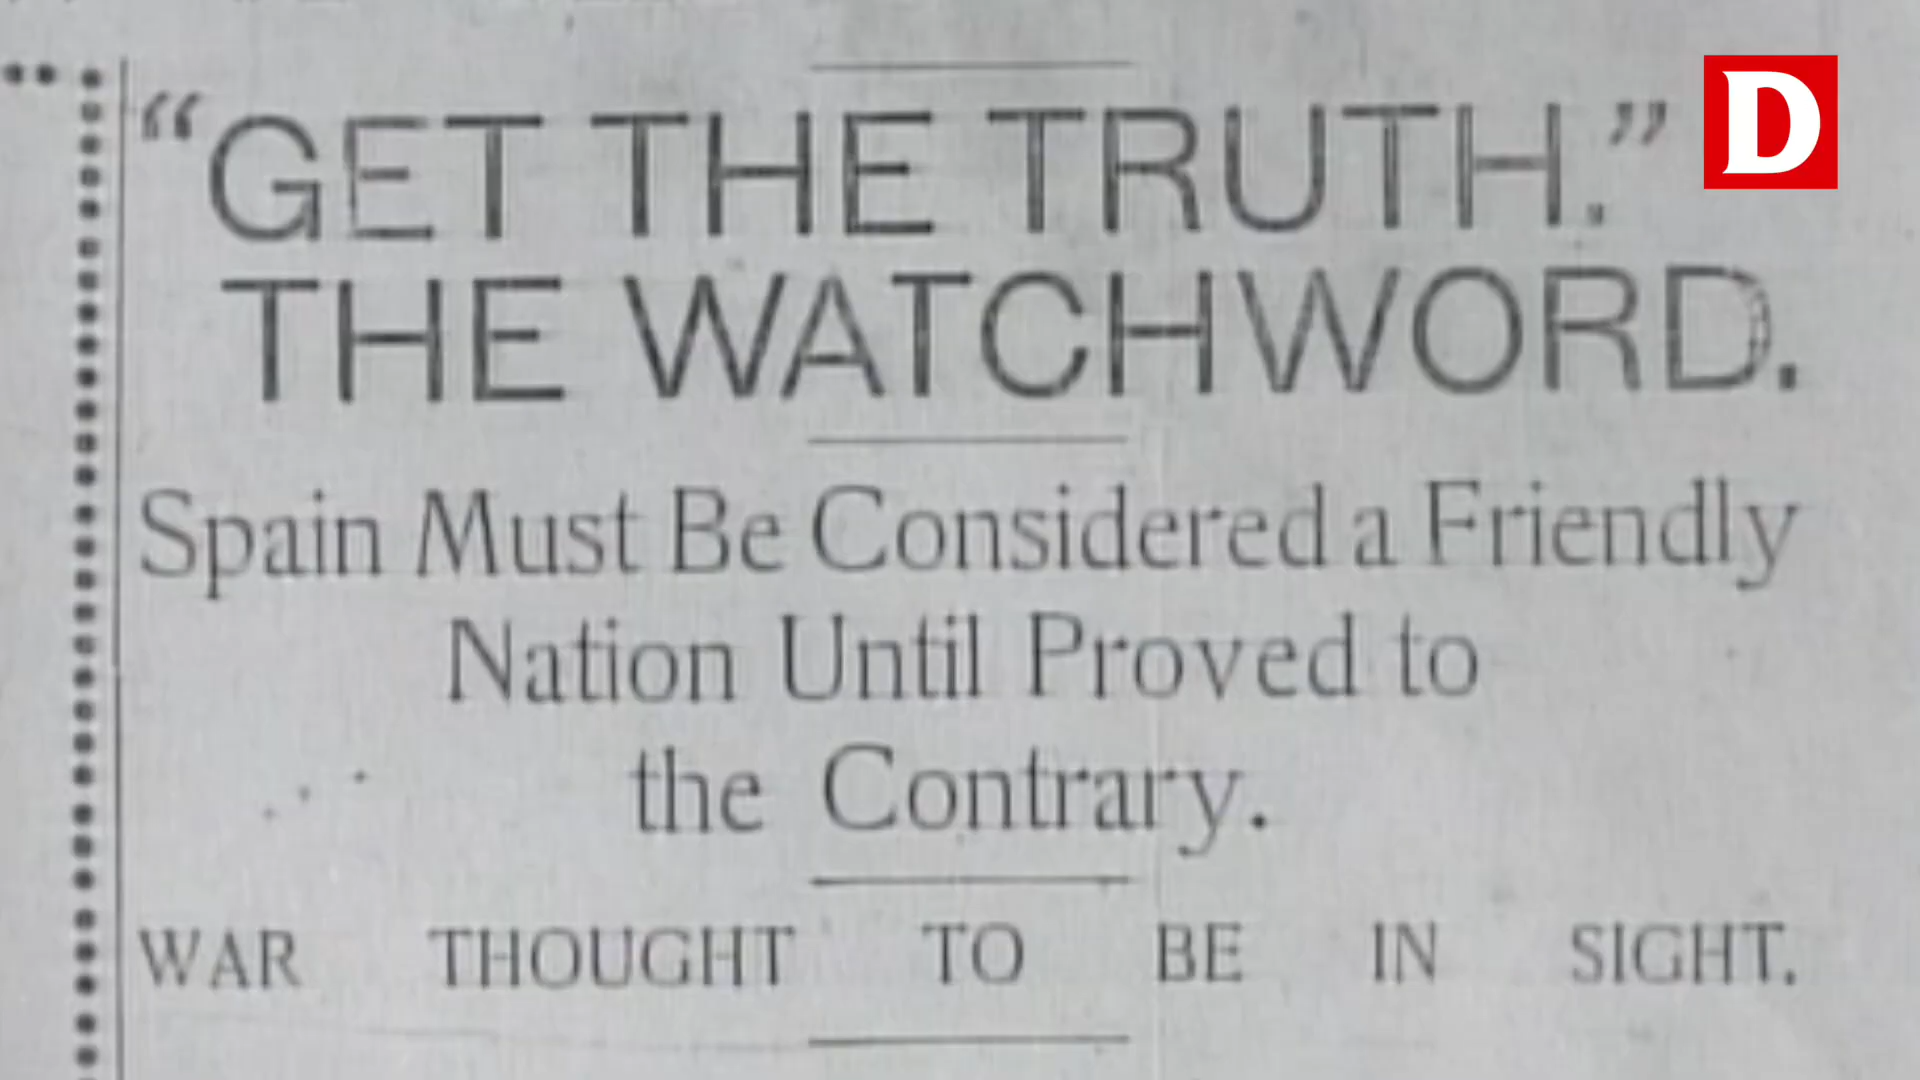 D
“GET THE TRUTH.”
THE WATCHWORD.
Spain Must Be Considered a Friendly
Nation Until Proved to
the Contrary.
WAR THOUGHT TO BE IN SIGHT.